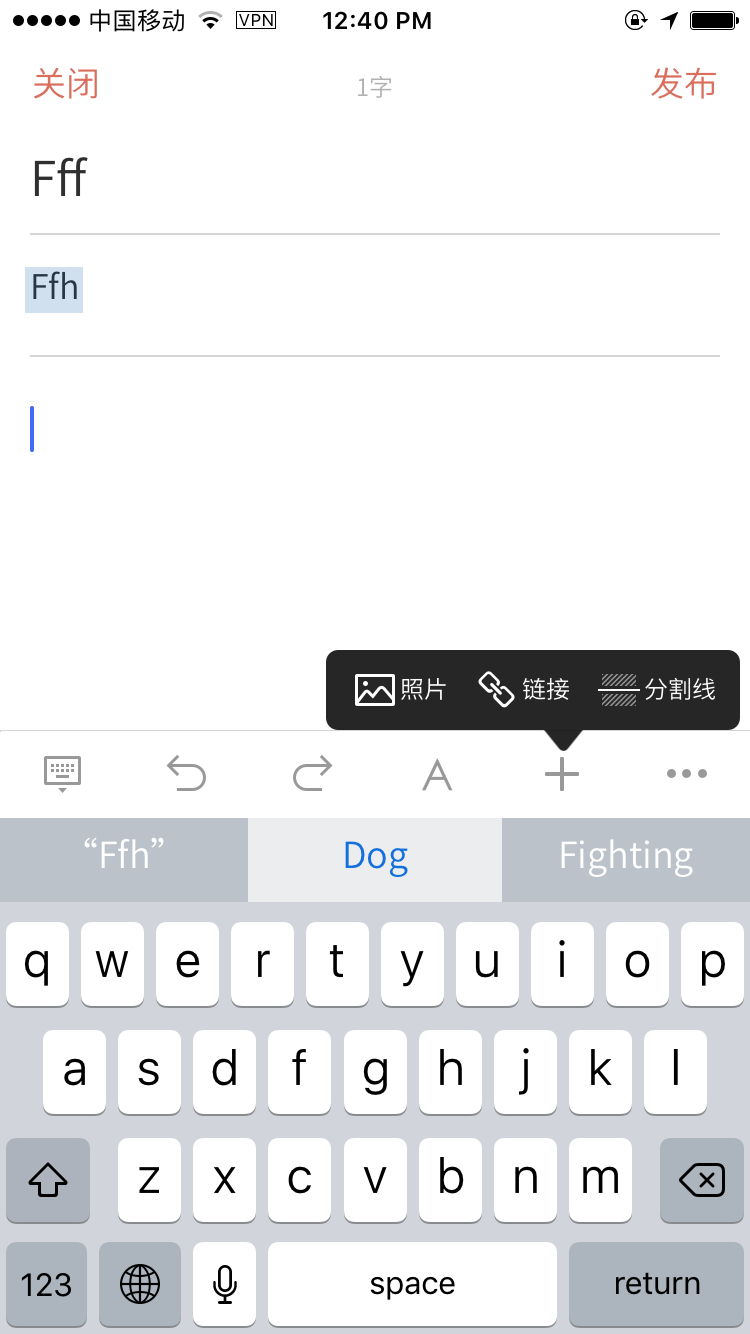 中国移动 VPN 12:40 PM
关闭 1字 发布
Fff
Ffh
照片 链接 分割线
“Ffh” Dog Fighting
q w e r t y u i o p
a s d f g h j k l
z x c v b n m
123 space return